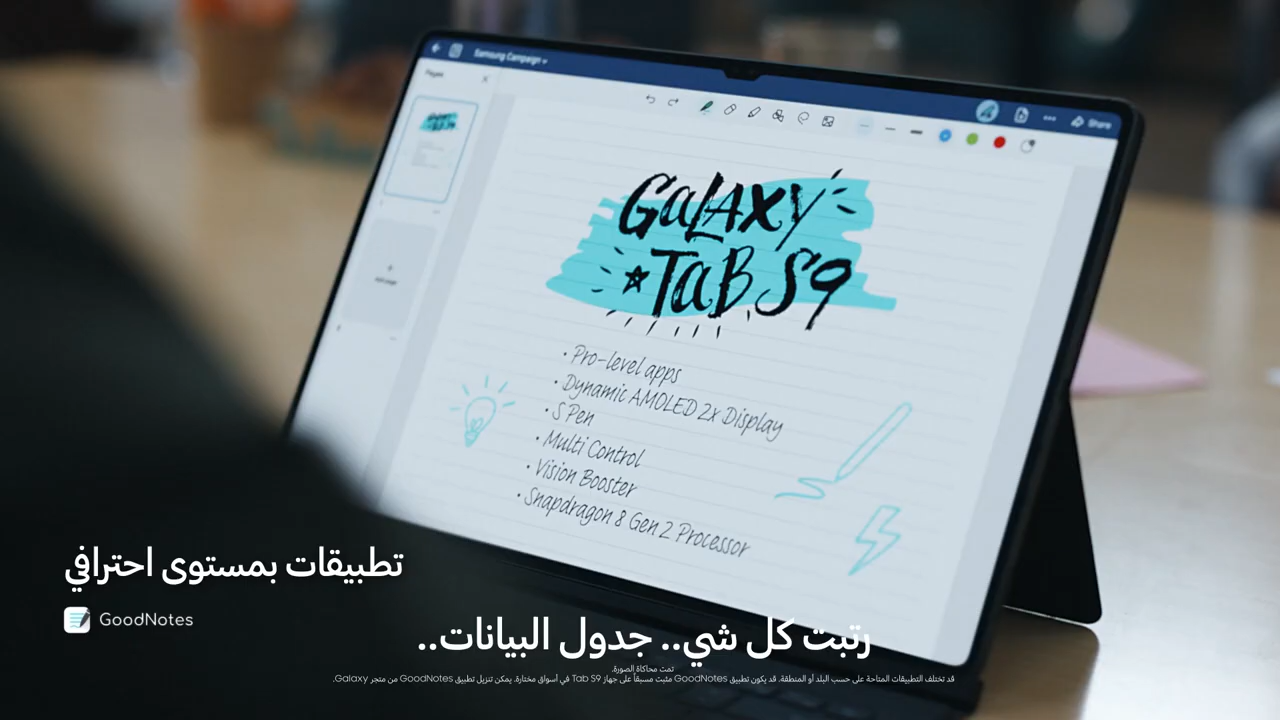 Samsung Campaign
Pages
Share
GALAXY
TAB S9
• Pro-level apps
• Dynamic AMOLED 2x Display
• S Pen
• Multi Control
• Vision Booster
• Snapdragon 8 Gen 2 Processor
تطبيقات بمستوى احترافي
GoodNotes
رتبت كل شي.. جدول البيانات..
تمت محاكاة الصورة.
قد تختلف التطبيقات المتاحة على حسب البلد أو المنطقة. قد يكون تطبيق GoodNotes مثبت مسبقاً على جهاز Tab S9 في أسواق مختارة. يمكن تنزيل تطبيق GoodNotes من متجر Galaxy.